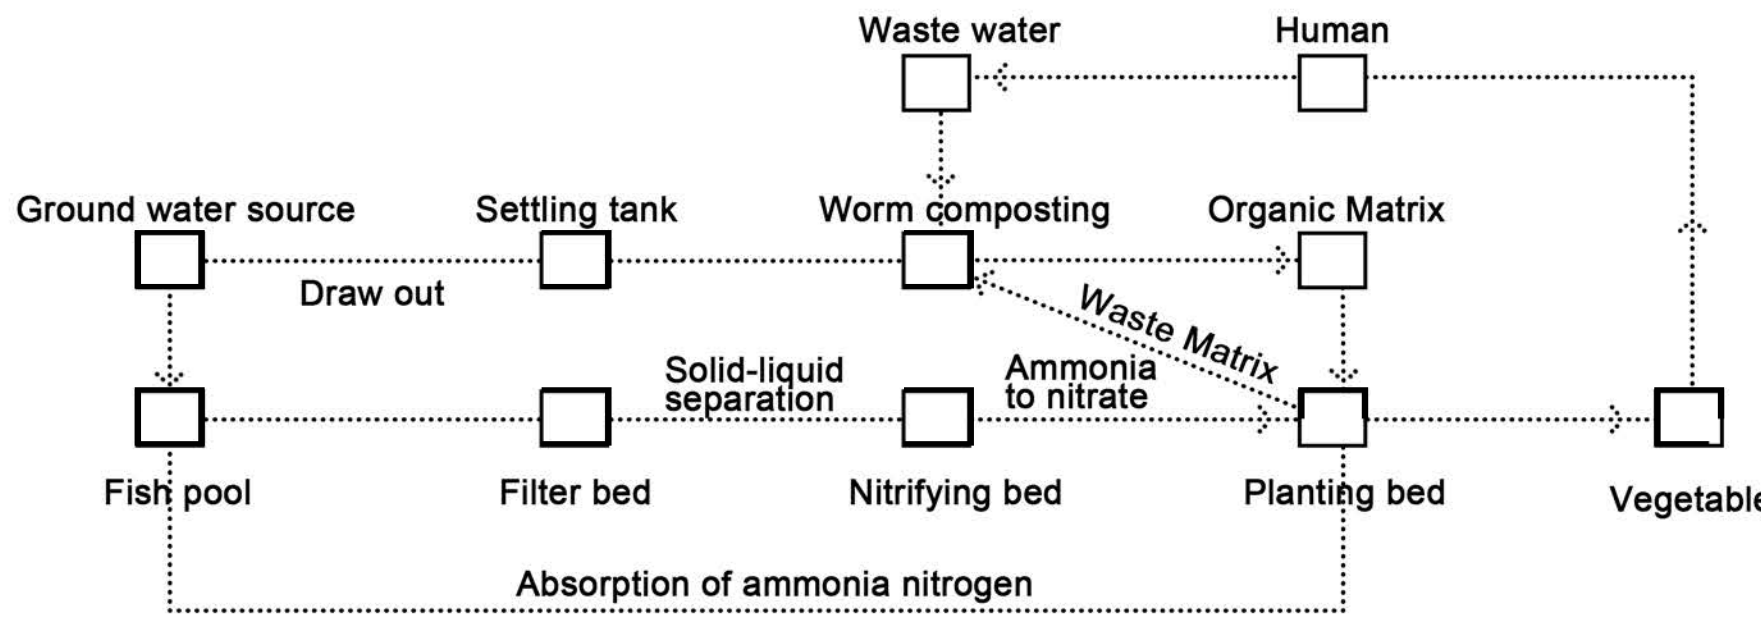 Waste water
Human
Ground water source
Settling tank
Worm composting
Organic Matrix
Draw out
Waste Matrix
Solid-liquid
separation
Ammonia
to nitrate
Fish pool
Filter bed
Nitrifying bed
Planting bed
Vegetable
Absorption of ammonia nitrogen